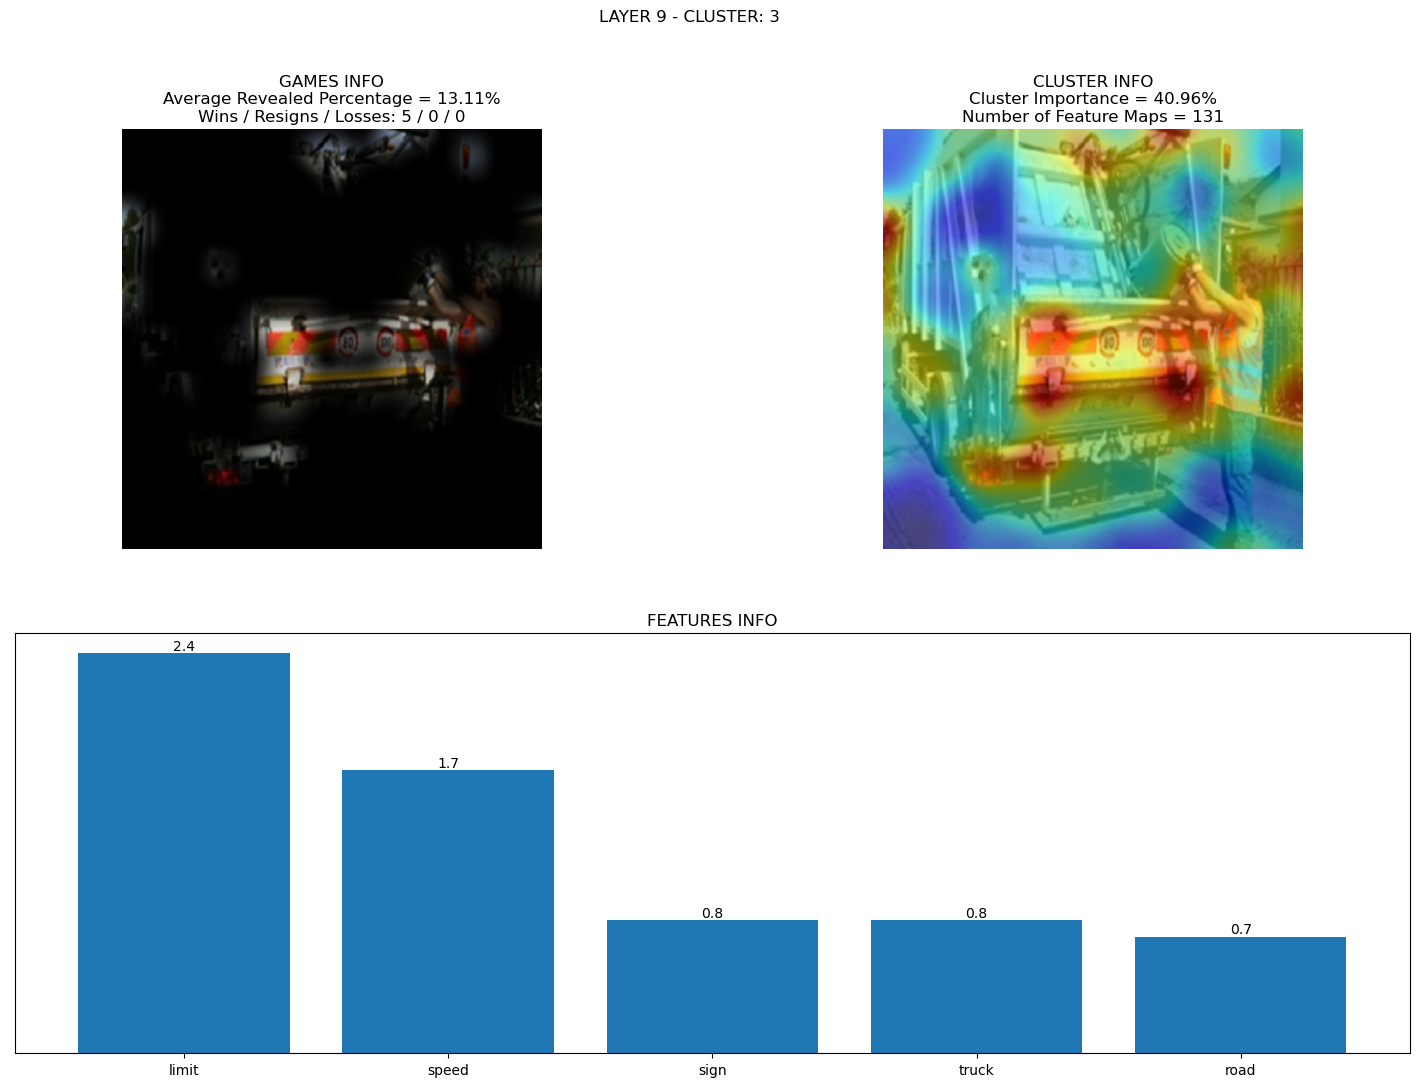 LAYER 9 - CLUSTER: 3
GAMES INFO
Average Revealed Percentage = 13.11%
Wins / Resigns / Losses: 5 / 0 / 0
CLUSTER INFO
Cluster Importance = 40.96%
Number of Feature Maps = 131
FEATURES INFO
2.4
1.7
0.8
0.8
0.7
limit
speed
sign
truck
road